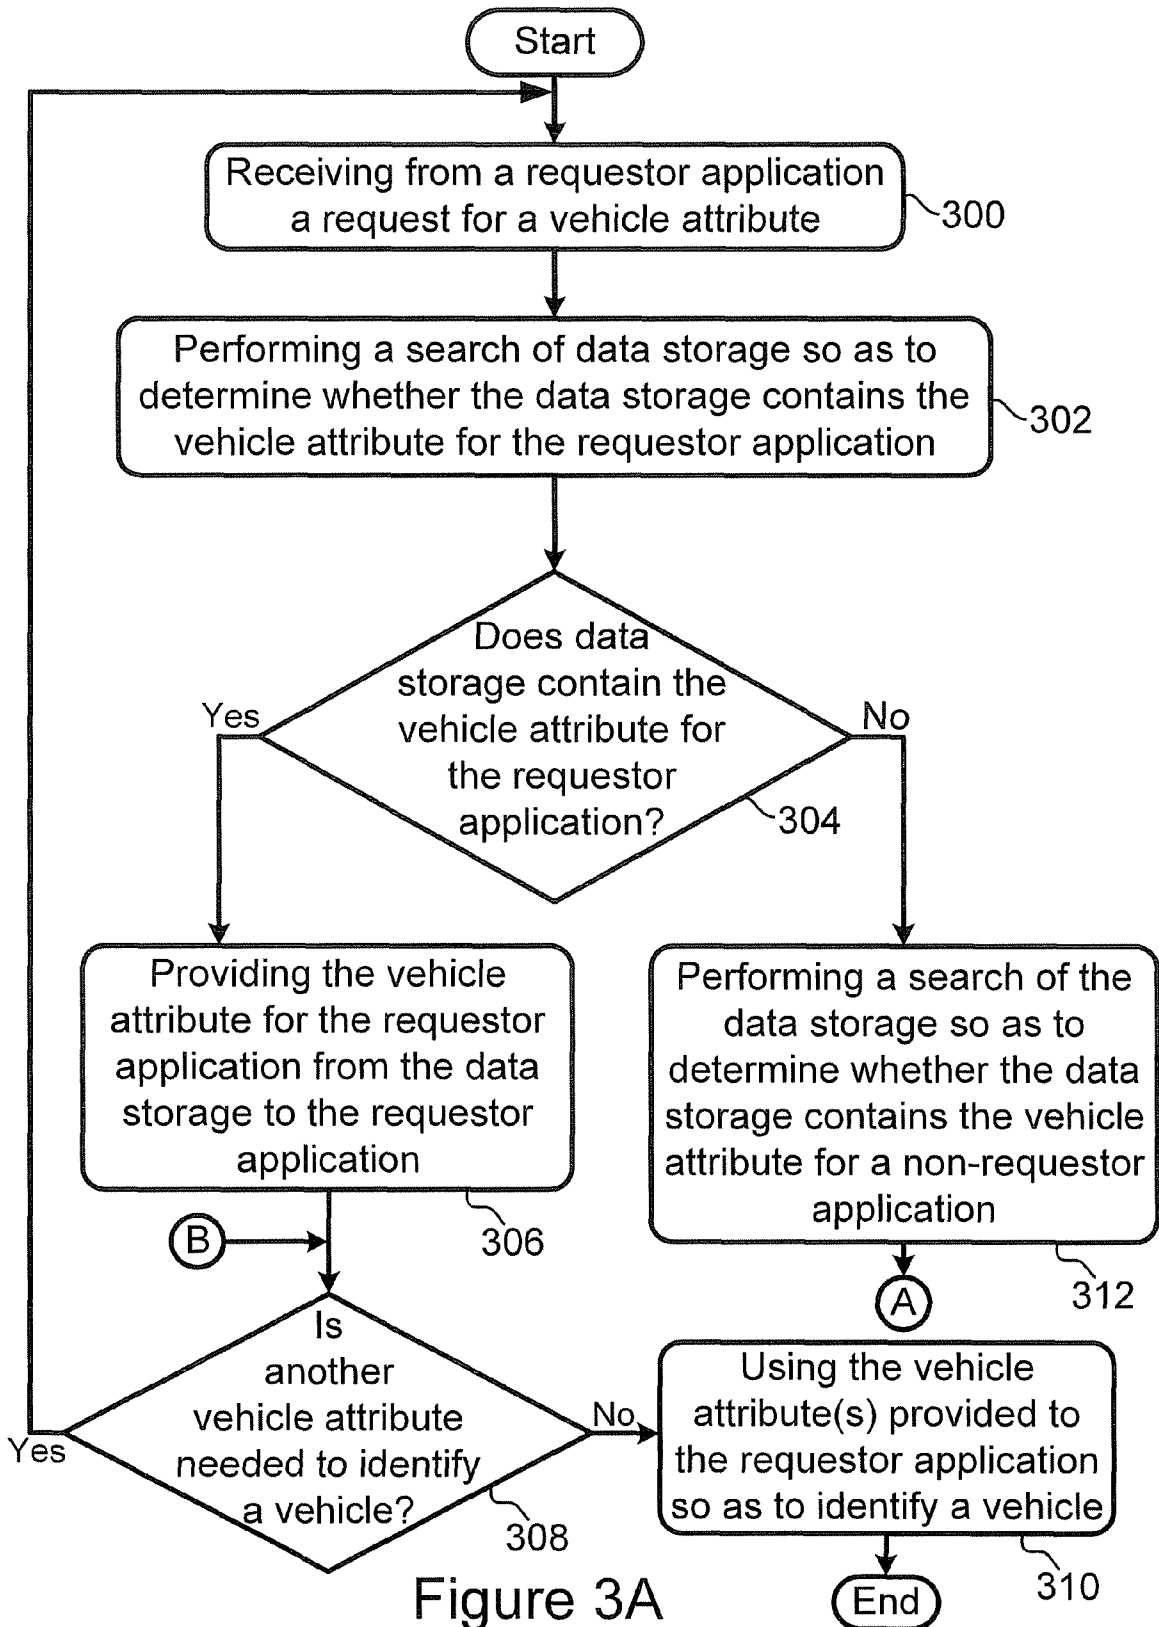 Start
Receiving from a requestor application
a request for a vehicle attribute
300
Performing a search of data storage so as to
determine whether the data storage contains the
vehicle attribute for the requestor application
302
Does data
storage contain the
vehicle attribute for
the requestor
application?
304
Yes
No
Providing the vehicle
attribute for the requestor
application from the data
storage to the requestor
application
306
Performing a search of the
data storage so as to
determine whether the data
storage contains the vehicle
attribute for a non-requestor
application
312
B
A
Is
another
vehicle attribute
needed to identify
a vehicle?
308
Yes
No
Using the vehicle
attribute(s) provided to
the requestor application
so as to identify a vehicle
310
End
Figure 3A